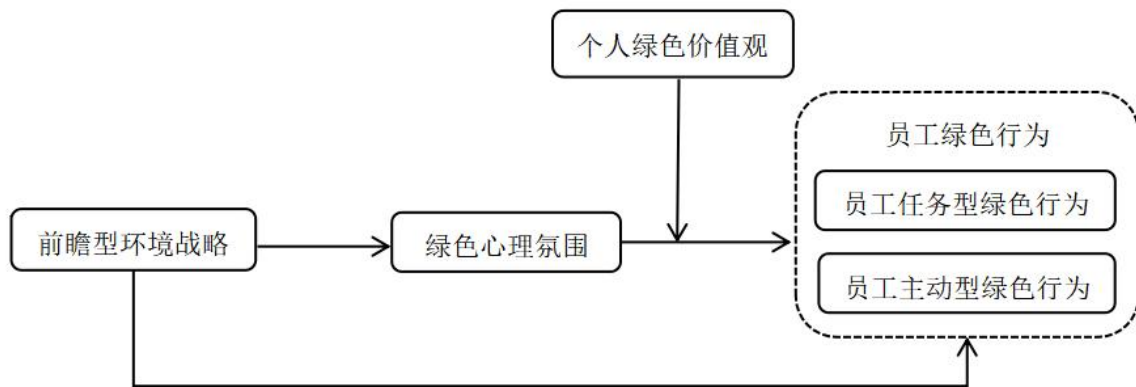 个人绿色价值观
员工绿色行为
员工任务型绿色行为
前瞻型环境战略
绿色心理氛围
员工主动型绿色行为